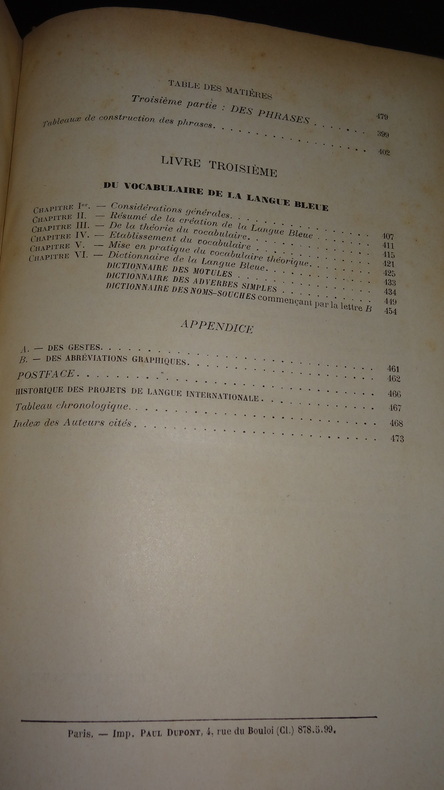 TABLE DES MATIÈRES 479
Troisième partie : DES PHRASES . . . . . . . 399
Tableaux de construction des phrases. . . . . . . . . . . . . . . . . 402
LIVRE TROISIÈME
DU VOCABULAIRE DE LA LANGUE BLEUE
CHAPITRE Ier. — Considérations générales. . . . . . . . . . . . . . 407
CHAPITRE II. — Résumé de la création de la Langue Bleue . . . . . . 411
CHAPITRE III. — De la théorie du vocabulaire. . . . . . . . . . . . 415
CHAPITRE IV. — Etablissement du vocabulaire . . . . . . . . . . . . 421
CHAPITRE V. — Mise en pratique du vocabulaire théorique. . . . . . . 425
CHAPITRE VI. — Dictionnaire de la Langue Bleue. . . . . . . . . . . 433
DICTIONNAIRE DES MOTULES . . . . . . . . . . . . 434
DICTIONNAIRE DES ADVERBES SIMPLES . . . . . . . . 449
DICTIONNAIRE DES NOMS-SOUCHES commençant par la lettre B 454
APPENDICE
A. — DES GESTES. . . . . . . . . . . . . . . . . . . . . . . . 461
B. — DES ABRÉVIATIONS GRAPHIQUES. . . . . . . . . . . . . . . . 462
POSTFACE. . . . . . . . . . . . . . . . . . . . . . . . . . . 466
HISTORIQUE DES PROJETS DE LANGUE INTERNATIONALE. . . . . . . . . . 467
Tableau chronologique. . . . . . . . . . . . . . . . . . . . . . 468
Index des Auteurs cités. . . . . . . . . . . . . . . . . . . . . 473
Paris. — Imp. PAUL DUPONT, 4, rue du Bouloi (Cl.) 878.5.99.